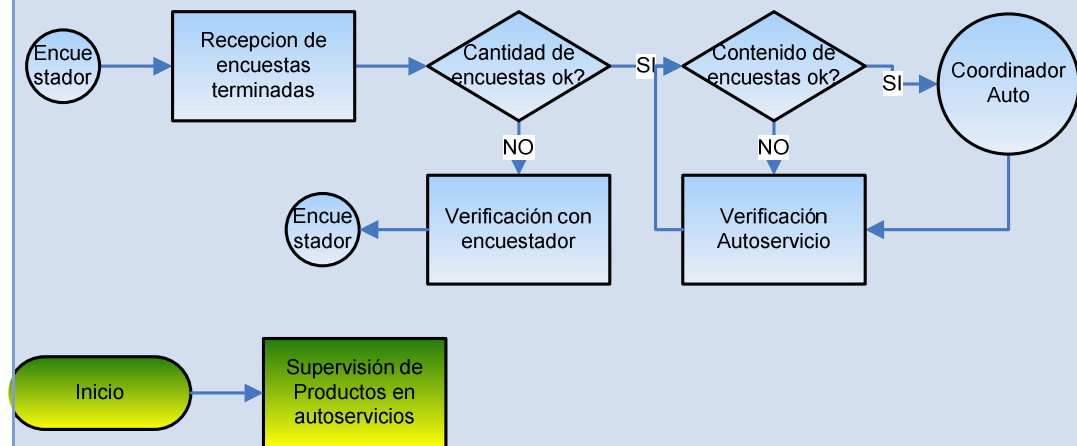 Encue
stador
Recepcion de
encuestas
terminadas
Cantidad de
encuestas ok?
SI
Contenido de
encuestas ok?
SI
Coordinador
Auto
NO
NO
Encue
stador
Verificación con
encuestador
Verificación
Autoservicio
Inicio
Supervisión de
Productos en
autoservicios